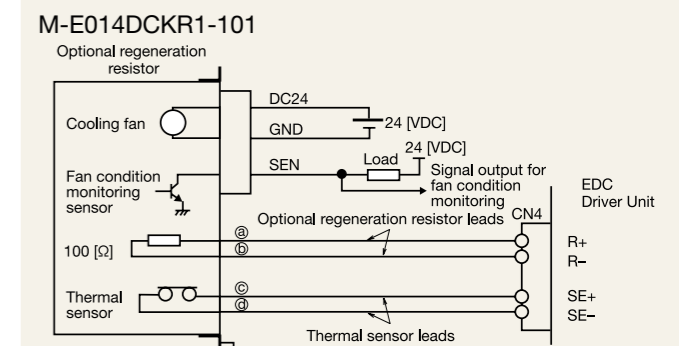 M-E014DCKR1-101
Optional regeneration
resistor
DC24
Cooling fan
24 [VDC]
GND
24 [VDC]
SEN
Load
Signal output for
fan condition
monitoring
Fan condition
monitoring
sensor
EDC
Driver Unit
CN4
Optional regeneration resistor leads
100 [Ω]
ⓐ
ⓑ
R+
R−
Thermal
sensor
ⓒ
ⓓ
SE+
SE−
Thermal sensor leads